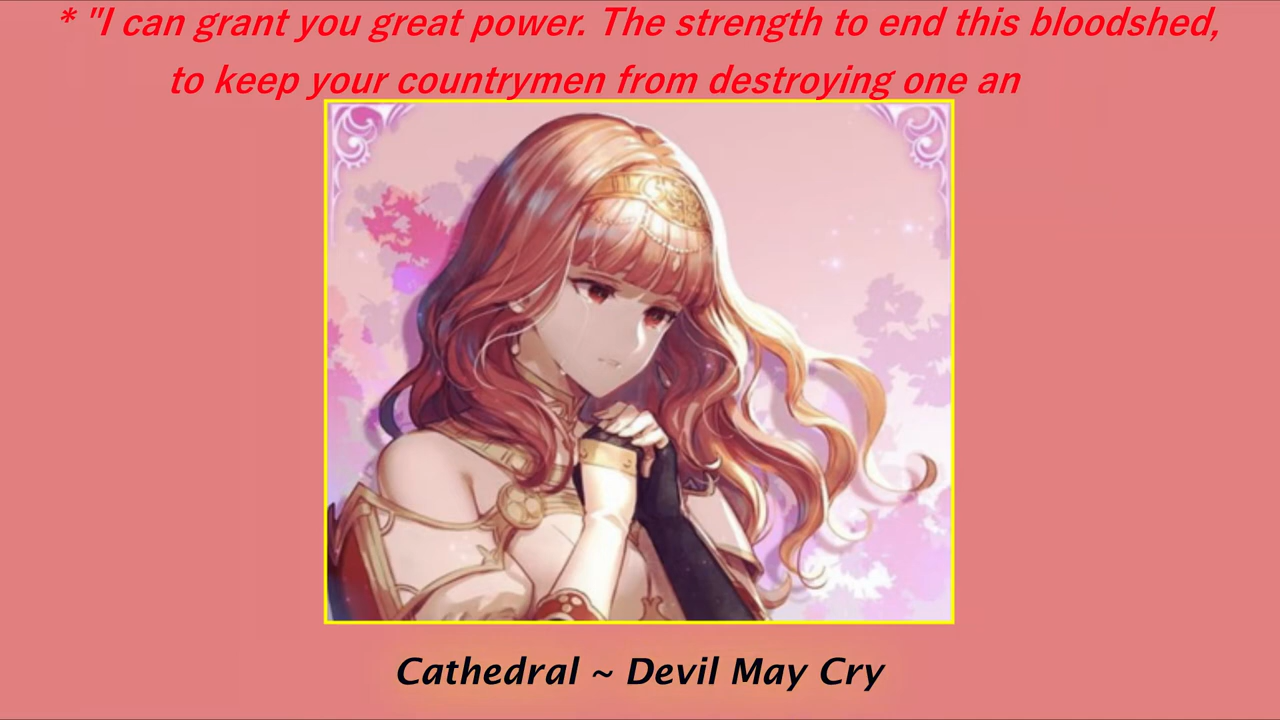 * "I can grant you great power. The strength to end this bloodshed,
to keep your countrymen from destroying one an
Cathedral ~ Devil May Cry